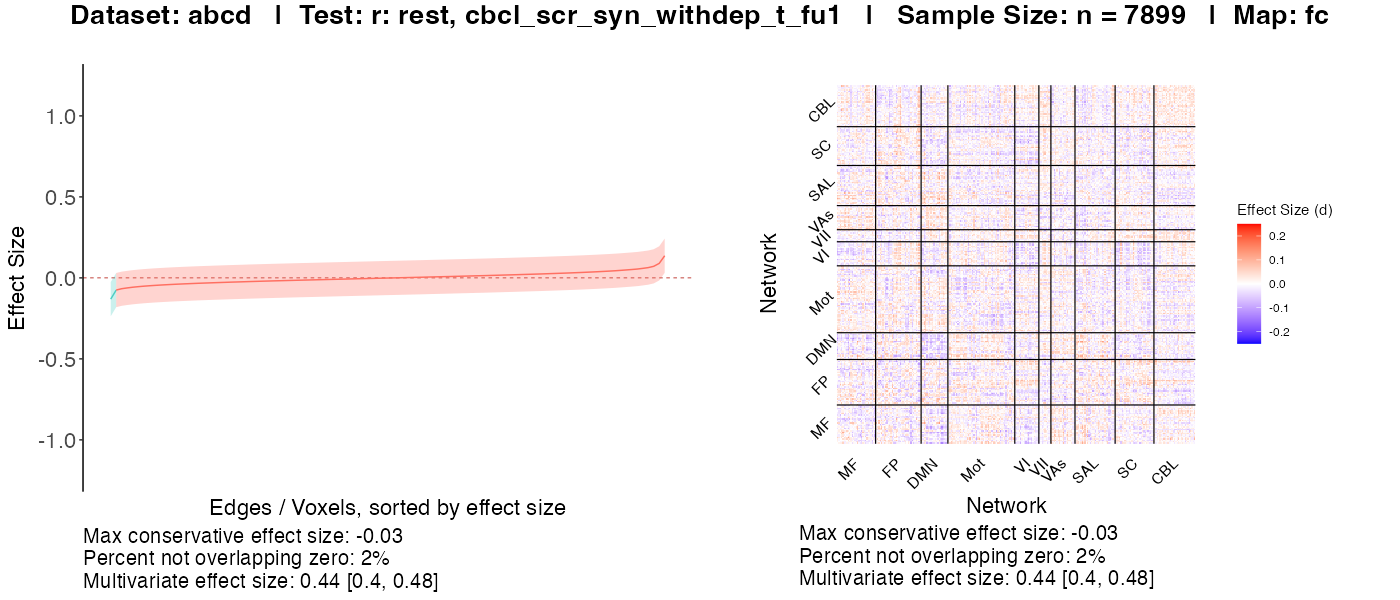 Dataset: abcd | Test: r: rest, cbcl_scr_syn_withdep_t_fu1 | Sample Size: n = 7899 | Map: fc
Effect Size
1.0
0.5
0.0
-0.5
-1.0
Edges / Voxels, sorted by effect size
Max conservative effect size: -0.03
Percent not overlapping zero: 2%
Multivariate effect size: 0.44 [0.4, 0.48]
Network
CBL
SC
SAL
VAs
VII
VI
Mot
DMN
FP
MF
MF FP DMN Mot VI VII VAs SAL SC CBL
Network
Max conservative effect size: -0.03
Percent not overlapping zero: 2%
Multivariate effect size: 0.44 [0.4, 0.48]
Effect Size (d)
0.2
0.1
0.0
-0.1
-0.2